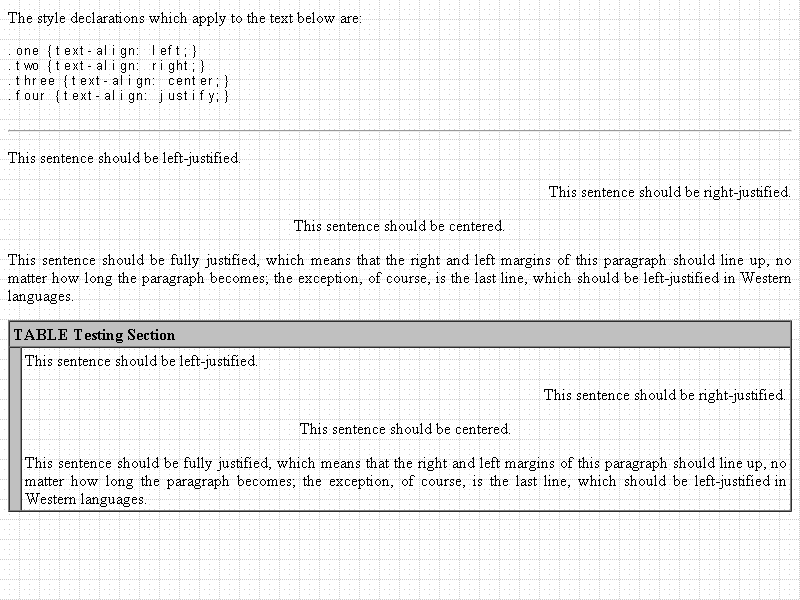 The style declarations which apply to the text below are:
.one {text-align: left;}
.two {text-align: right;}
.three {text-align: center;}
.four {text-align: justify;}
This sentence should be left-justified.
This sentence should be right-justified.
This sentence should be centered.
This sentence should be fully justified, which means that the right and left margins of this paragraph should line up, no
matter how long the paragraph becomes; the exception, of course, is the last line, which should be left-justified in Western
languages.
TABLE Testing Section
This sentence should be left-justified.
This sentence should be right-justified.
This sentence should be centered.
This sentence should be fully justified, which means that the right and left margins of this paragraph should line up, no
matter how long the paragraph becomes; the exception, of course, is the last line, which should be left-justified in
Western languages.